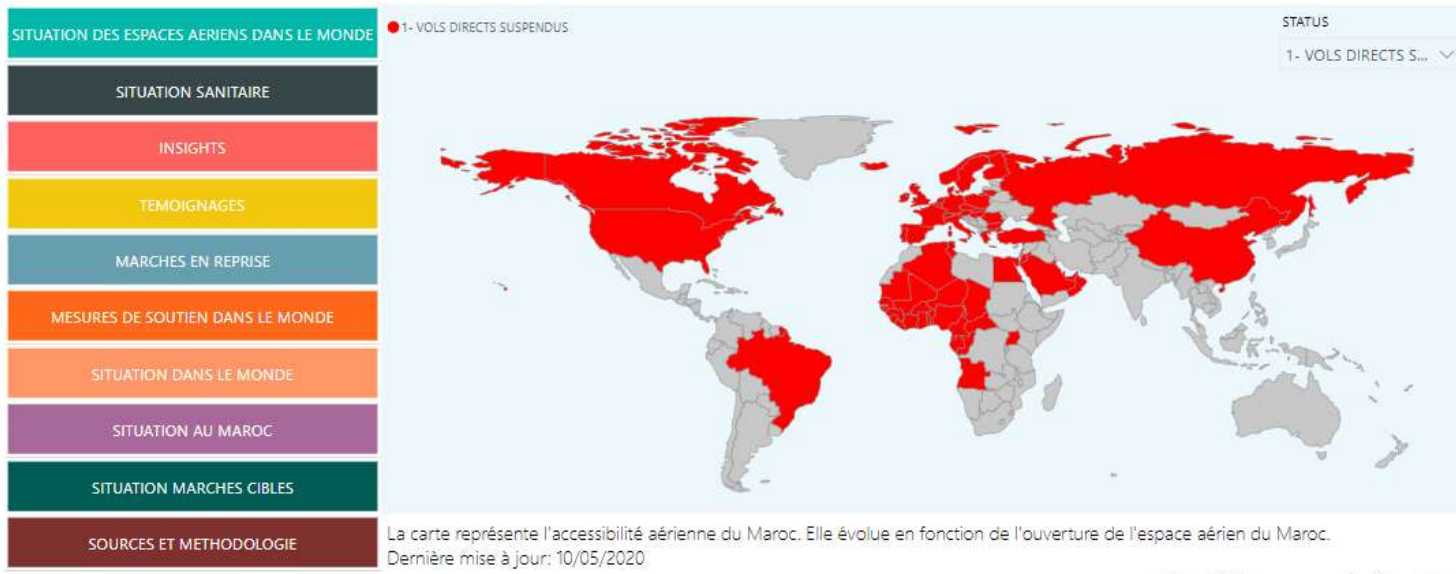 SITUATION DES ESPACES AERIENS DANS LE MONDE
SITUATION SANITAIRE
INSIGHTS
TEMOIGNAGES
MARCHES EN REPRISE
MESURES DE SOUTIEN DANS LE MONDE
SITUATION DANS LE MONDE
SITUATION AU MAROC
SITUATION MARCHES CIBLES
SOURCES ET METHODOLOGIE
1- VOLS DIRECTS SUSPENDUS
STATUS
1- VOLS DIRECTS S...
La carte représente l'accessibilité aérienne du Maroc. Elle évolue en fonction de l'ouverture de l'espace aérien du Maroc.
Dernière mise à jour: 10/05/2020